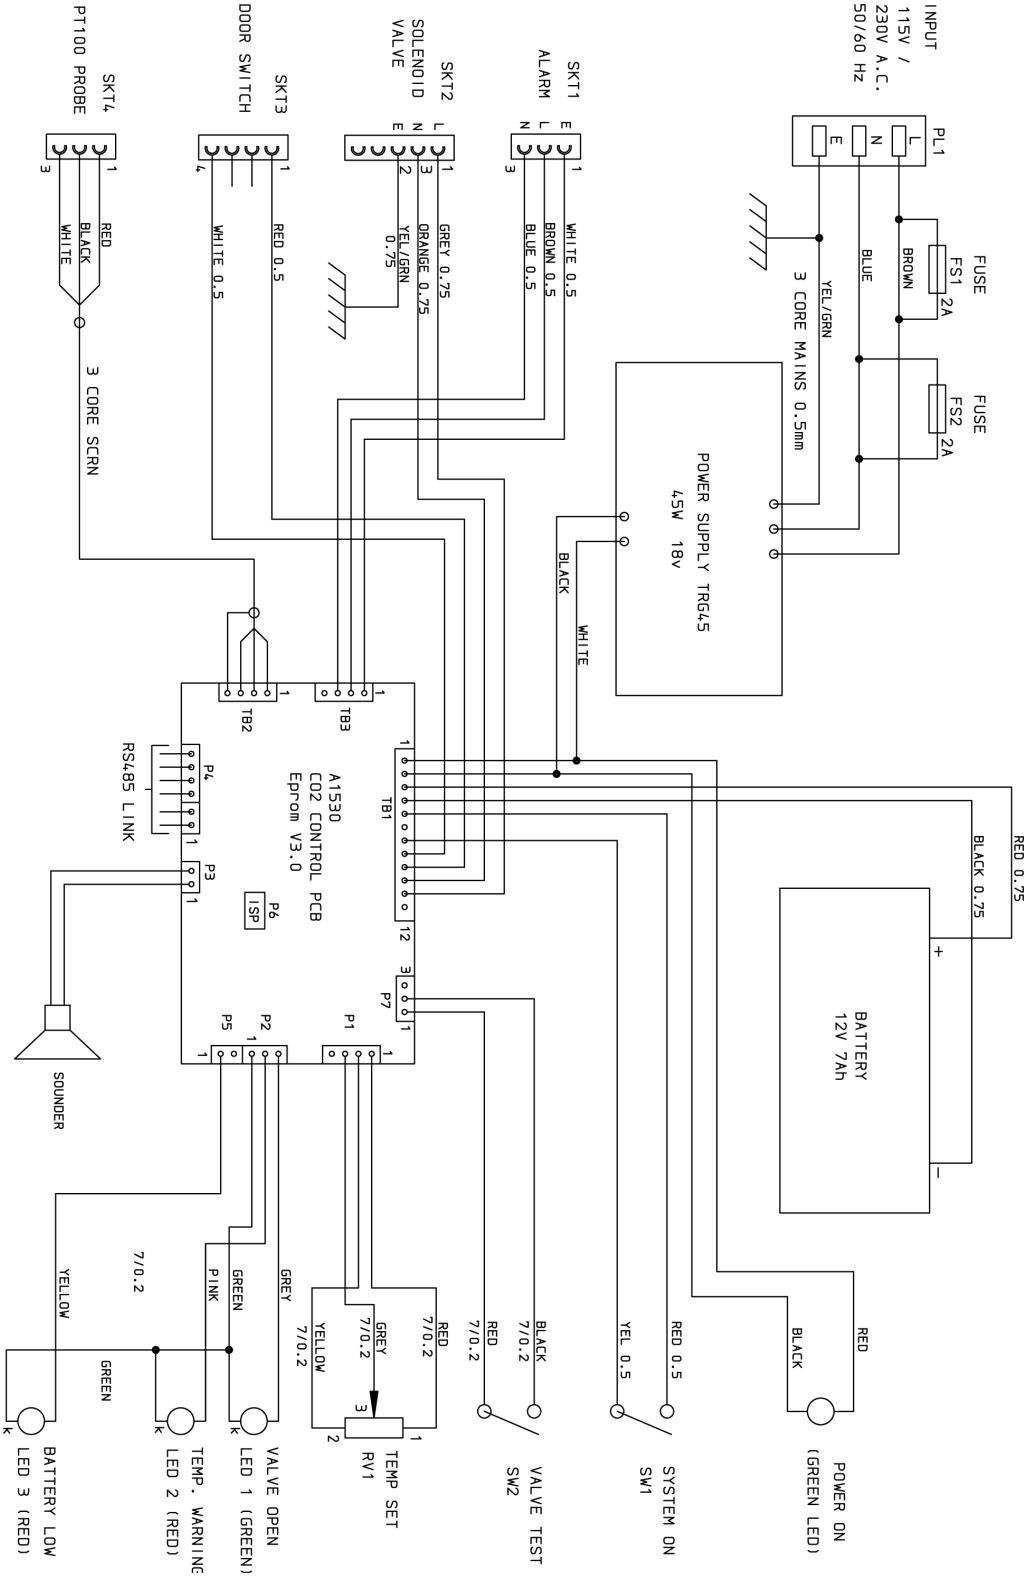 INPUT
115V /
230V A.C.
50/60 Hz
PL1
L
N
E
BROWN
BLUE
YEL/GRN
3 CORE MAINS 0.5mm
FUSE
FS1
2A
FUSE
FS2
2A
POWER SUPPLY TRG45
45W 18v
BLACK
WHITE
RED 0.75
BLACK 0.75
+
−
BATTERY
12V 7Ah
RED
BLACK
POWER ON
(GREEN LED)
SKT1
ALARM
E
L
N
1
3
WHITE 0.5
BROWN 0.5
BLUE 0.5
SKT2
SOLENOID
VALVE
L
N
E
1
3
2
GREY 0.75
ORANGE 0.75
YEL/GRN
0.75
SKT3
DOOR SWITCH
1
4
RED 0.5
WHITE 0.5
SKT4
PT100 PROBE
1
3
RED
BLACK
WHITE
3 CORE SCRN
1
TB3
1
TB2
1
TB1
12
A1530
CO2 CONTROL PCB
Eprom V3.0
P4
1
RS485 LINK
P3
1
P6
ISP
3
P7
1
P1
1
P2
1
P5
1
SOUNDER
RED 0.5
YEL 0.5
SYSTEM ON
SW1
BLACK
7/0.2
RED
7/0.2
VALVE TEST
SW2
RED
7/0.2
GREY
7/0.2
YELLOW
7/0.2
1
3
2
TEMP SET
RV1
GREY
GREEN
PINK
7/0.2
YELLOW
GREEN
k
VALVE OPEN
LED 1 (GREEN)
k
TEMP. WARNING
LED 2 (RED)
k
BATTERY LOW
LED 3 (RED)